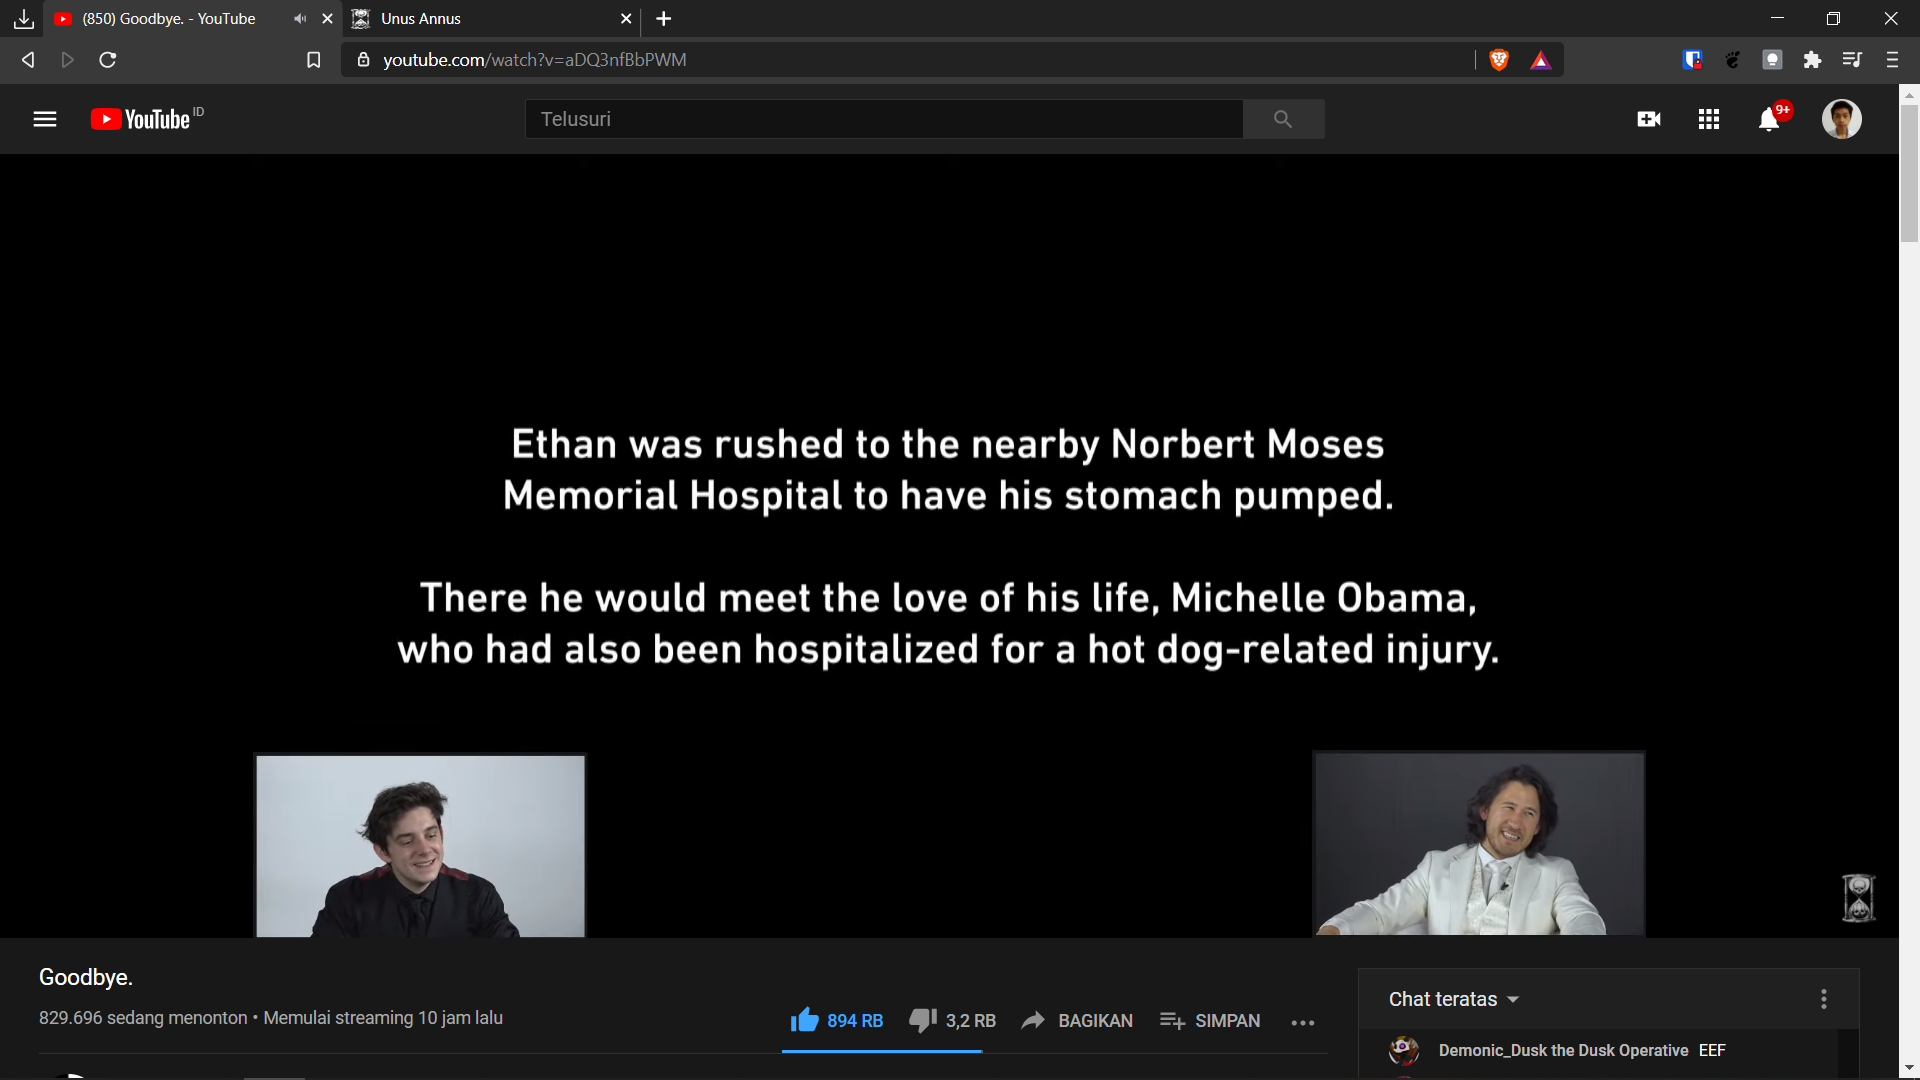 (850) Goodbye. - YouTube
Unus Annus
youtube.com/watch?v=aDQ3nfBbPWM
YouTube ID
Telusuri
9+
Ethan was rushed to the nearby Norbert Moses
Memorial Hospital to have his stomach pumped.
There he would meet the love of his life, Michelle Obama,
who had also been hospitalized for a hot dog-related injury.
Goodbye.
829.696 sedang menonton • Memulai streaming 10 jam lalu
894 RB
3,2 RB
BAGIKAN
SIMPAN
Chat teratas
Demonic_Dusk the Dusk Operative EEF